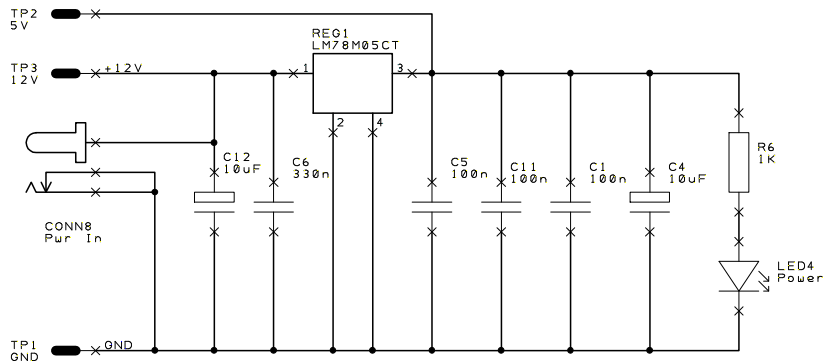 TP2
5V
REG1
LM78M05CT
TP3
12V
+12V
1
3
2
4
C12
10uF
C6
330n
C5
100n
C11
100n
C1
100n
C4
10uF
R6
1K
CONN8
Pwr In
LED4
Power
TP1
GND
GND